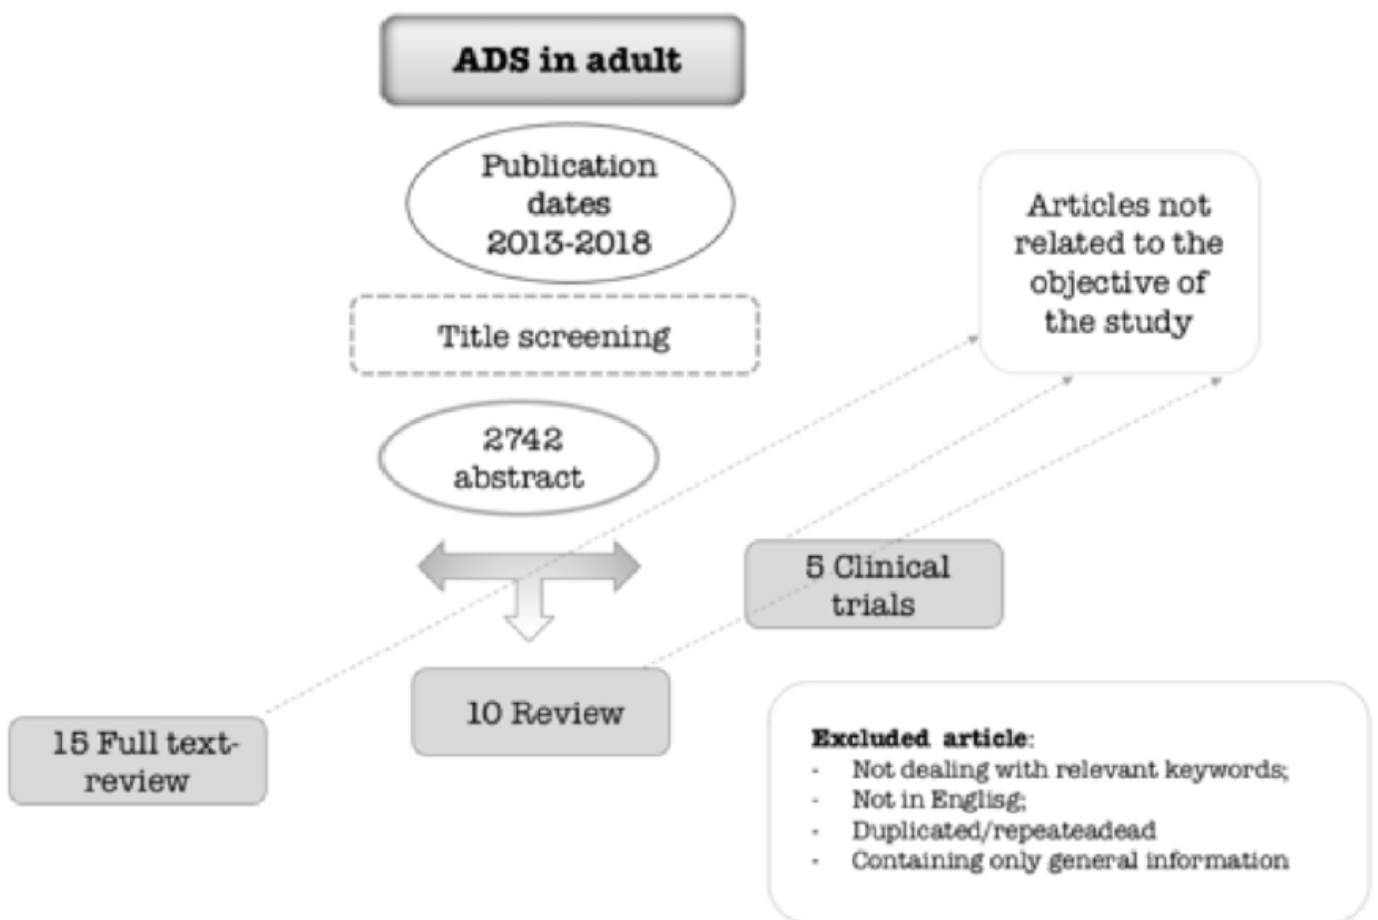 ADS in adult
Publication
dates
2013-2018
Title screening
2742
abstract
Articles not
related to the
objective of
the study
5 Clinical
trials
10 Review
15 Full text-
review
Excluded article:
- Not dealing with relevant keywords;
- Not in Englisg;
- Duplicated/repeateadead
- Containing only general information